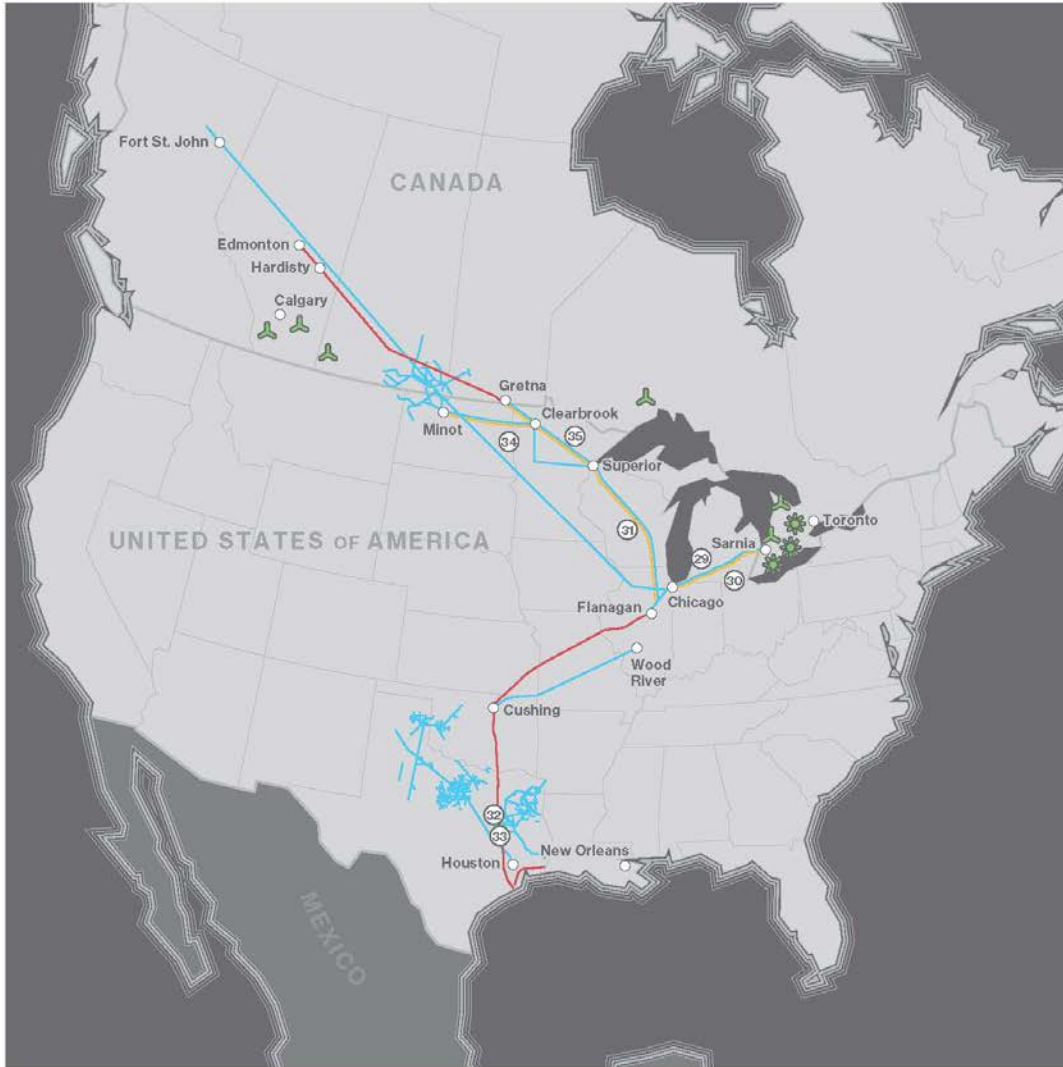 Fort St. John
CANADA
Edmonton
Hardisty
Calgary
Gretna
Clearbrook
Minot
34
35
Superior
Toronto
31
UNITED STATES OF AMERICA
Sarnia
29
30
Chicago
Flanagan
Wood
River
Cushing
32
33
New Orleans
Houston
MEXICO